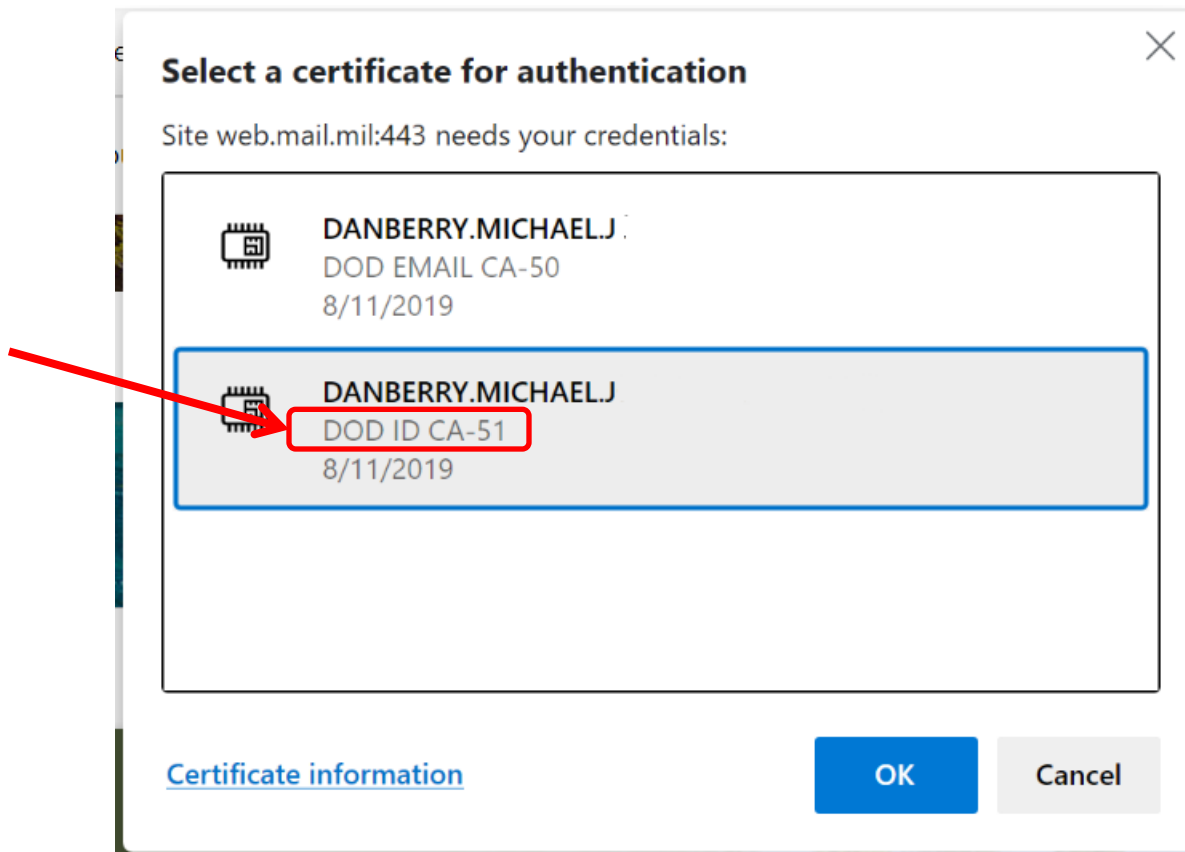 Select a certificate for authentication
Site web.mail.mil:443 needs your credentials:
DANBERRY.MICHAEL.J
DOD EMAIL CA-50
8/11/2019
DANBERRY.MICHAEL.J
DOD ID CA-51
8/11/2019
Certificate information
OK
Cancel